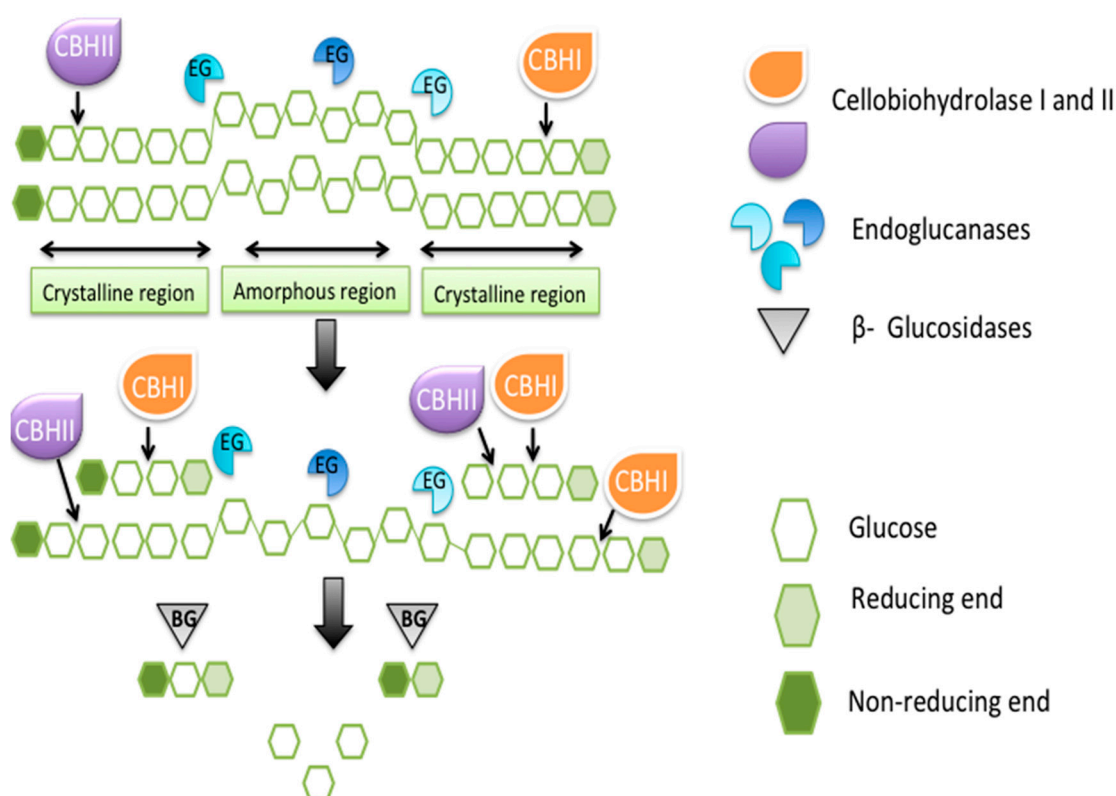 CBHII
EG
EG
EG
CBHI
Cellobiohydrolase I and II
Endoglucanases
Crystalline region
Amorphous region
Crystalline region
β- Glucosidases
CBHI
CBHII
CBHI
CBHII
EG
EG
EG
CBHI
Glucose
Reducing end
BG
BG
Non-reducing end